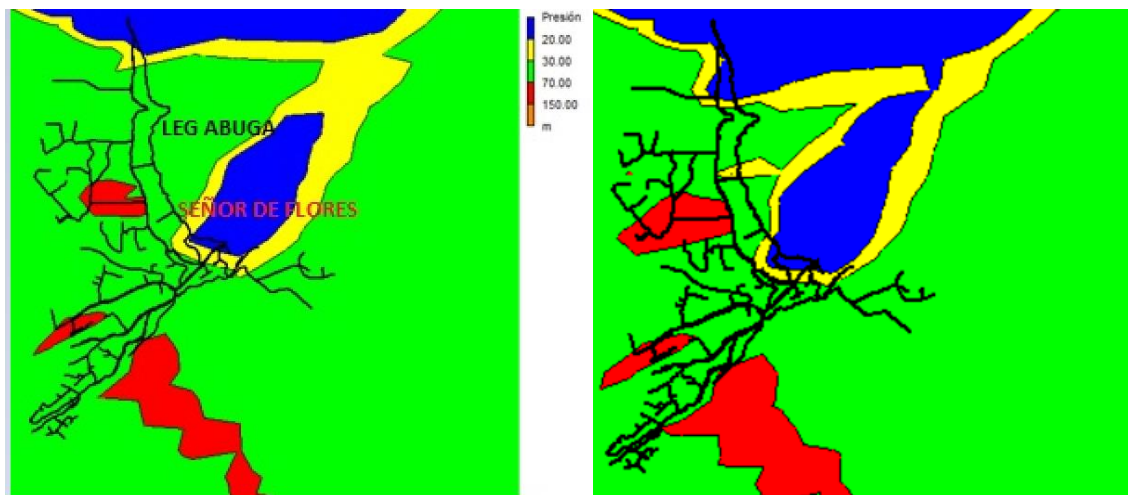 Presión
20.00
30.00
70.00
150.00
m
LEG ABUGA
SEÑOR DE FLORES